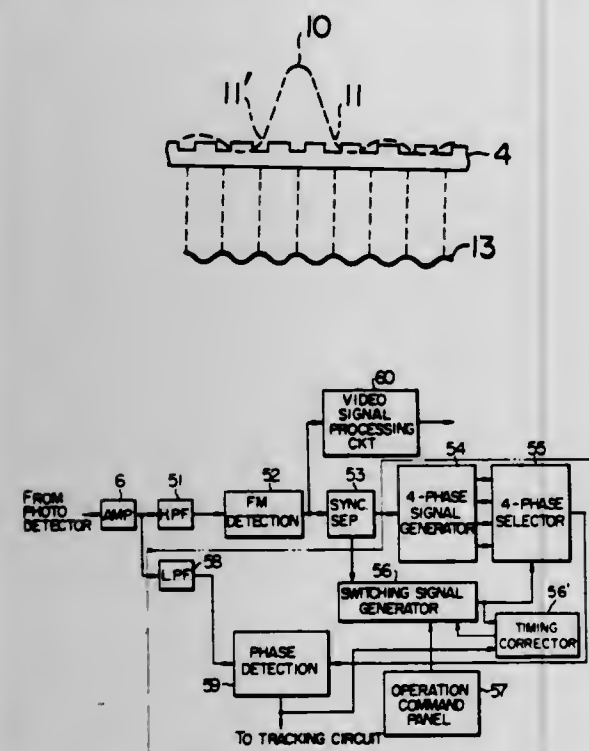 10
11'
11
4
13
60
VIDEO
SIGNAL
PROCESSING
CKT
FROM
PHOTO
DETECTOR
6
AMP
51
HPF
52
FM
DETECTION
53
SYNC
SEP
54
4-PHASE
SIGNAL
GENERATOR
55
4-PHASE
SELECTOR
LPF
58
56
SWITCHING SIGNAL
GENERATOR
56'
TIMING
CORRECTOR
PHASE
DETECTION
59
OPERATION
COMMAND
PANEL
57
TO TRACKING CIRCUIT